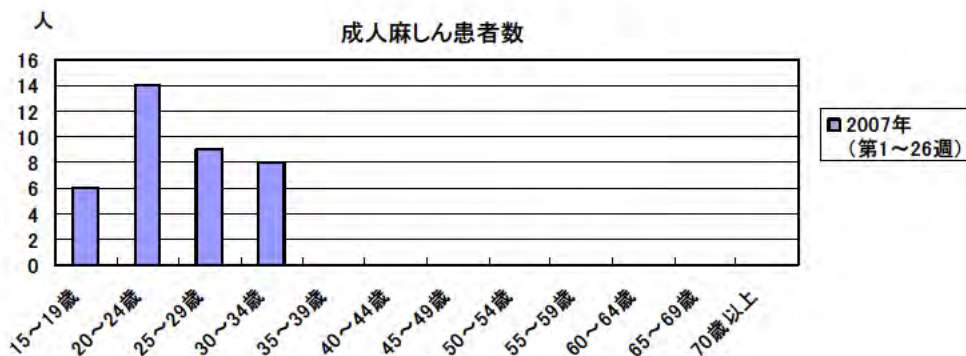 人
成人麻しん患者数
16
14
12
10
8
6
4
2
0
15～19歳
20～24歳
25～29歳
30～34歳
35～39歳
40～44歳
45～49歳
50～54歳
55～59歳
60～64歳
65～69歳
70歳以上
2007年
（第1～26週）